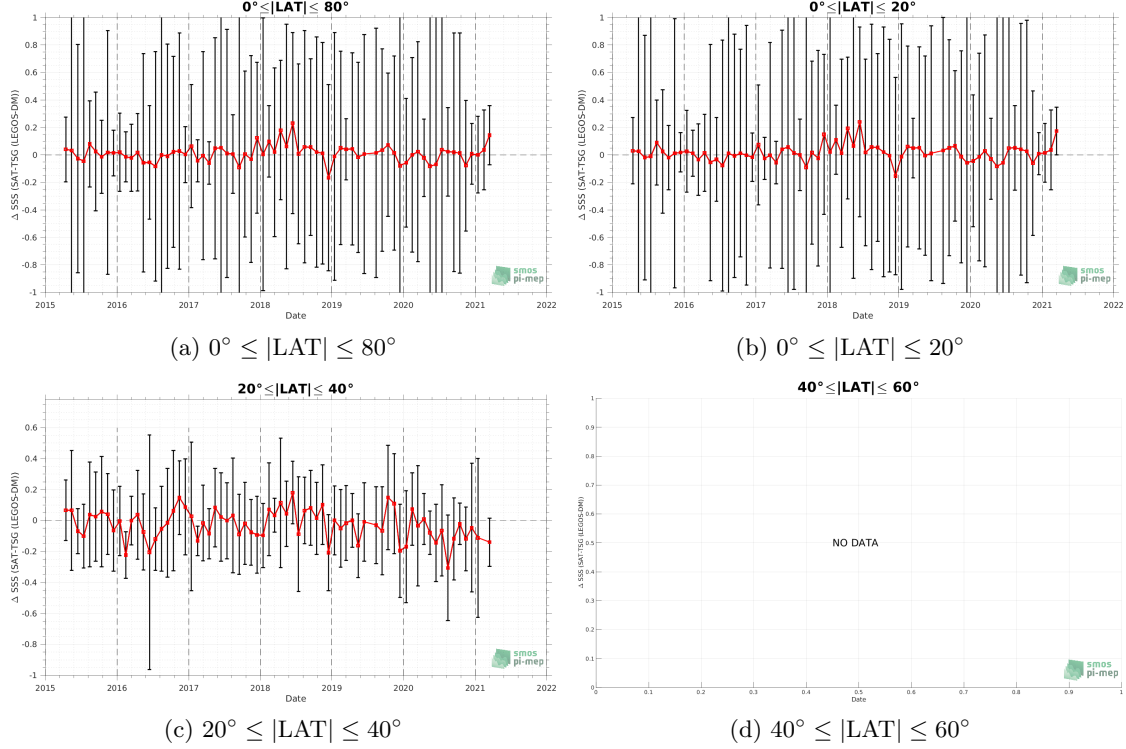 0°≤|LAT|≤ 80°
1
0.8
0.6
0.4
0.2
0
-0.2
-0.4
-0.6
-0.8
-1
Δ SSS (SAT-TSG (LEGOS-DM))
2015 2016 2017 2018 2019 2020 2021 2022
Date
smos
pi-mep
(a) 0° ≤ |LAT| ≤ 80°
0°≤|LAT|≤ 20°
1
0.8
0.6
0.4
0.2
0
-0.2
-0.4
-0.6
-0.8
-1
Δ SSS (SAT-TSG (LEGOS-DM))
2015 2016 2017 2018 2019 2020 2021 2022
Date
smos
pi-mep
(b) 0° ≤ |LAT| ≤ 20°
20°≤|LAT|≤ 40°
0.6
0.4
0.2
0
-0.2
-0.4
-0.6
-0.8
-1
Δ SSS (SAT-TSG (LEGOS-DM))
2015 2016 2017 2018 2019 2020 2021 2022
Date
smos
pi-mep
(c) 20° ≤ |LAT| ≤ 40°
40°≤|LAT|≤ 60°
1
0.9
0.8
0.7
0.6
0.5
0.4
0.3
0.2
0.1
0
Δ SSS (SAT-TSG (LEGOS-DM))
NO DATA
0 0.1 0.2 0.3 0.4 0.5 0.6 0.7 0.8 0.9 1
Date
smos
pi-mep
(d) 40° ≤ |LAT| ≤ 60°